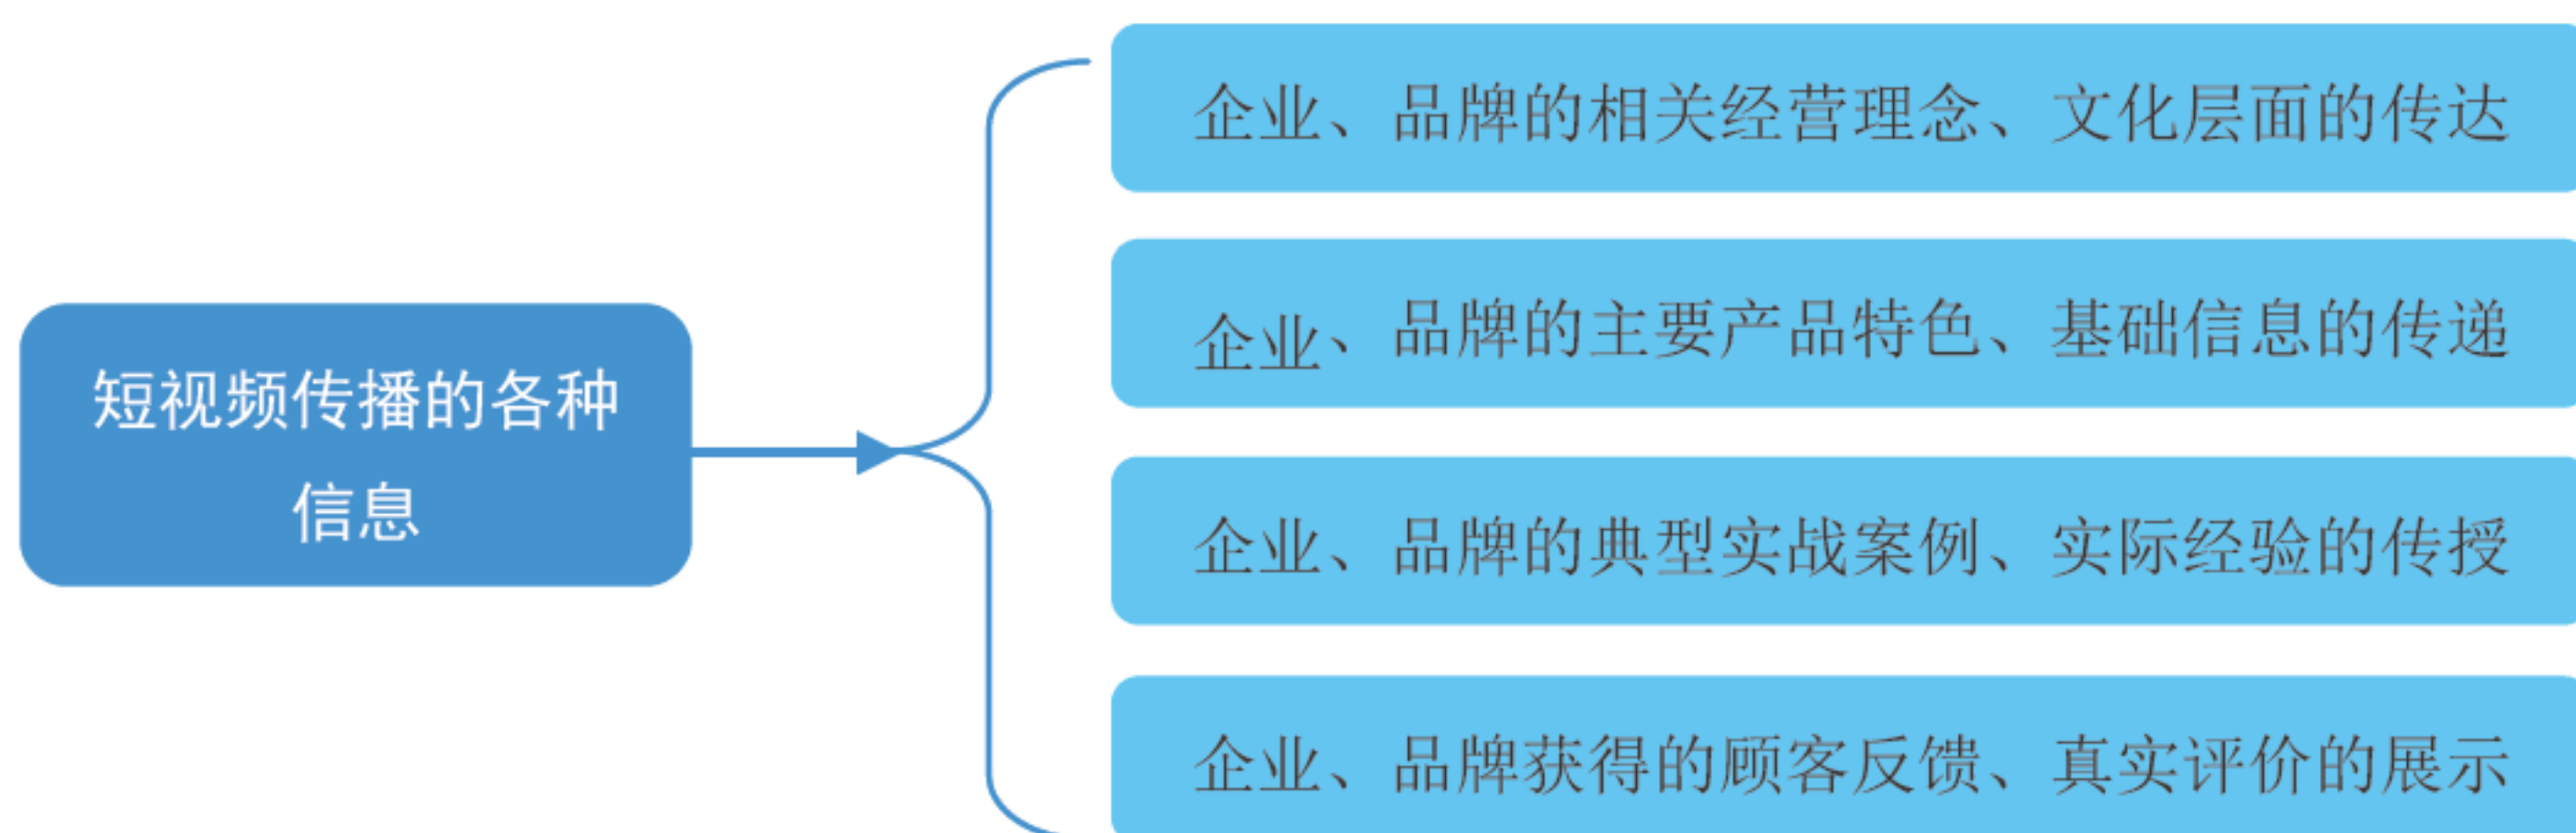 短视频传播的各种
信息
企业、品牌的相关经营理念、文化层面的传达
企业、品牌的主要产品特色、基础信息的传递
企业、品牌的典型实战案例、实际经验的传授
企业、品牌获得的顾客反馈、真实评价的展示